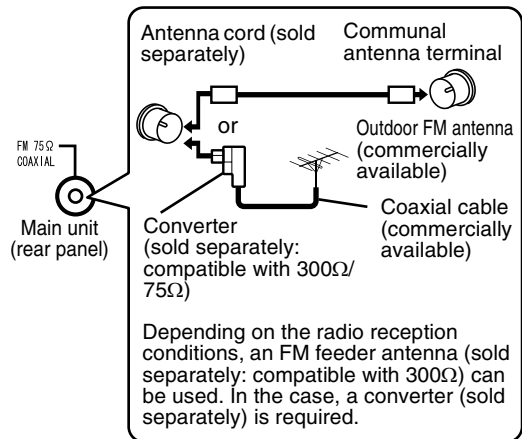 Antenna cord (sold
separately)
Communal
antenna terminal
or
FM 75Ω
COAXIAL
Main unit
(rear panel)
Outdoor FM antenna
(commercially
available)
Converter
(sold separately:
compatible with 300Ω/
75Ω)
Coaxial cable
(commercially
available)
Depending on the radio reception
conditions, an FM feeder antenna (sold
separately: compatible with 300Ω) can
be used. In the case, a converter (sold
separately) is required.